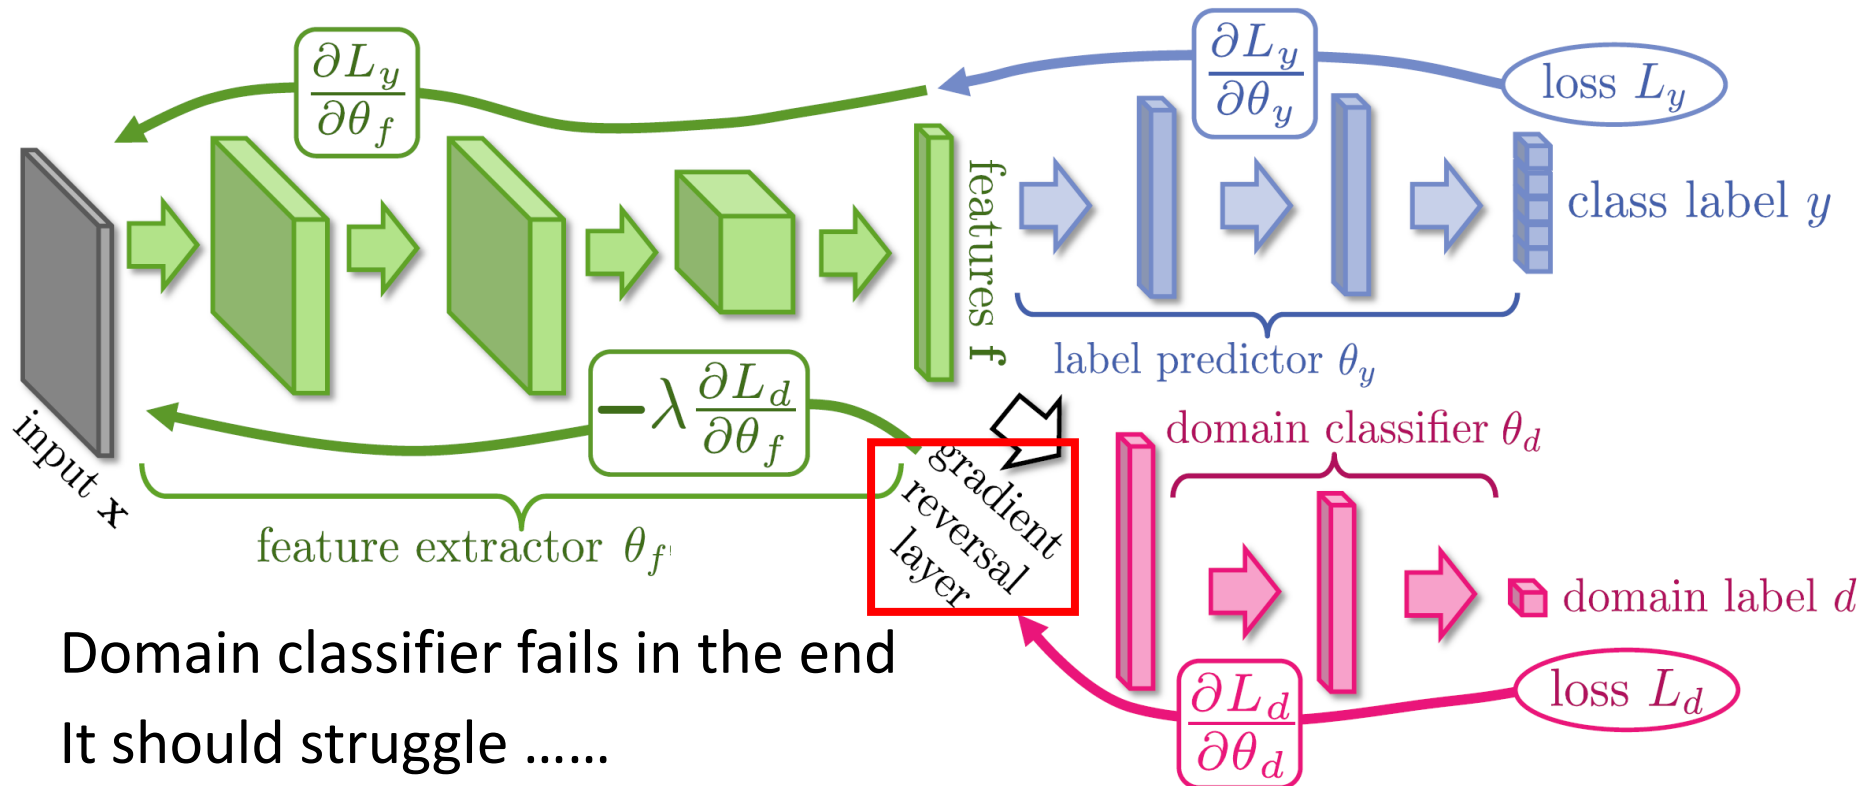 ∂L_y
∂θ_f
∂L_y
∂θ_y
loss L_y
input x
features f
class label y
label predictor θ_y
−λ ∂L_d
∂θ_f
feature extractor θ_f
gradient
reversal
layer
domain classifier θ_d
domain label d
loss L_d
∂L_d
∂θ_d
Domain classifier fails in the end
It should struggle ......